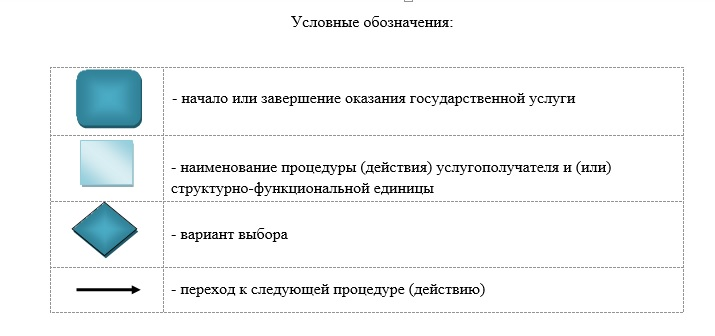 Условные обозначения:
- начало или завершение оказания государственной услуги
- наименование процедуры (действия) услугополучателя и (или)
структурно-функциональной единицы
- вариант выбора
- переход к следующей процедуре (действию)